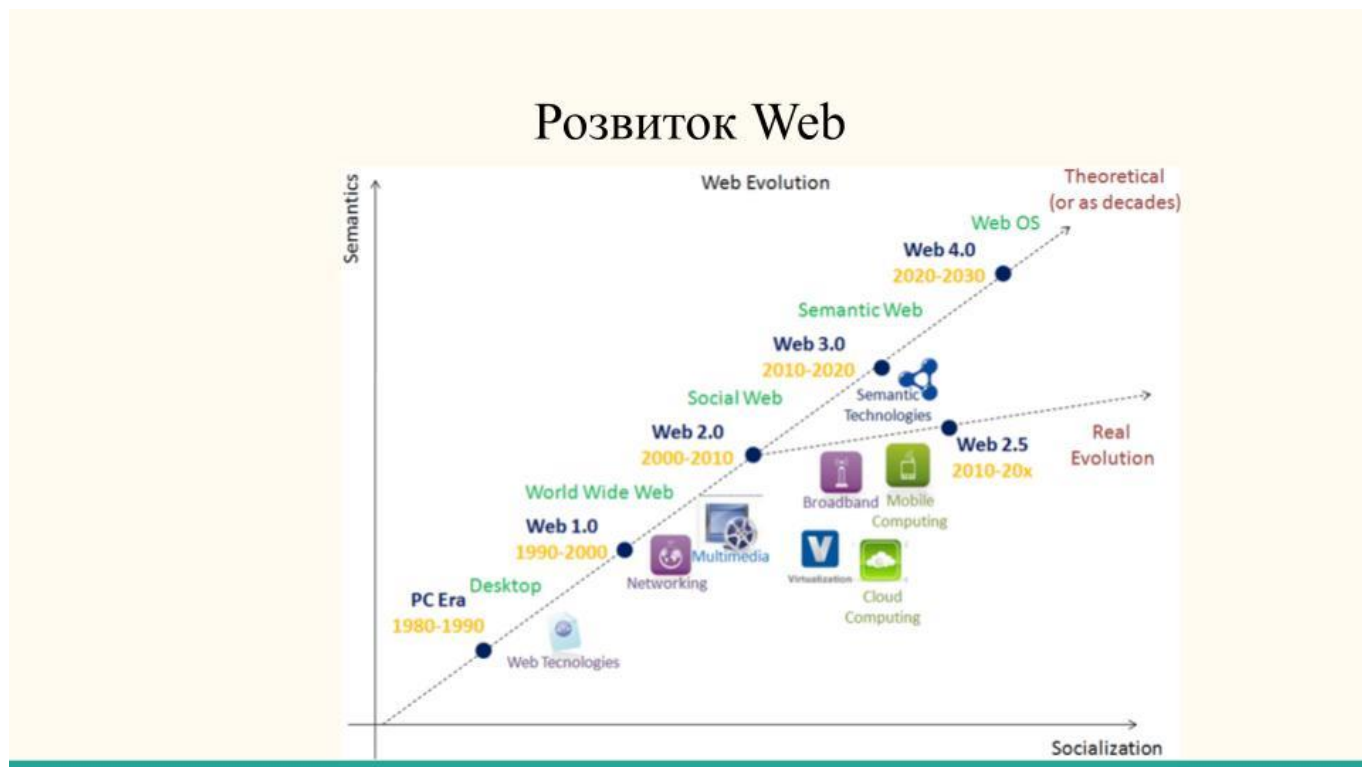 Розвиток Web
Web Evolution
Semantics
Theoretical
(or as decades)
Web OS
Web 4.0
2020-2030
Semantic Web
Web 3.0
2010-2020
Semantic
Technologies
Social Web
Web 2.0
2000-2010
Web 2.5
2010-20x
Real
Evolution
Broadband
Mobile
Computing
World Wide Web
Web 1.0
1990-2000
Multimedia
Networking
Virtualization
Cloud
Computing
Desktop
PC Era
1980-1990
Web Tecnologies
Socialization